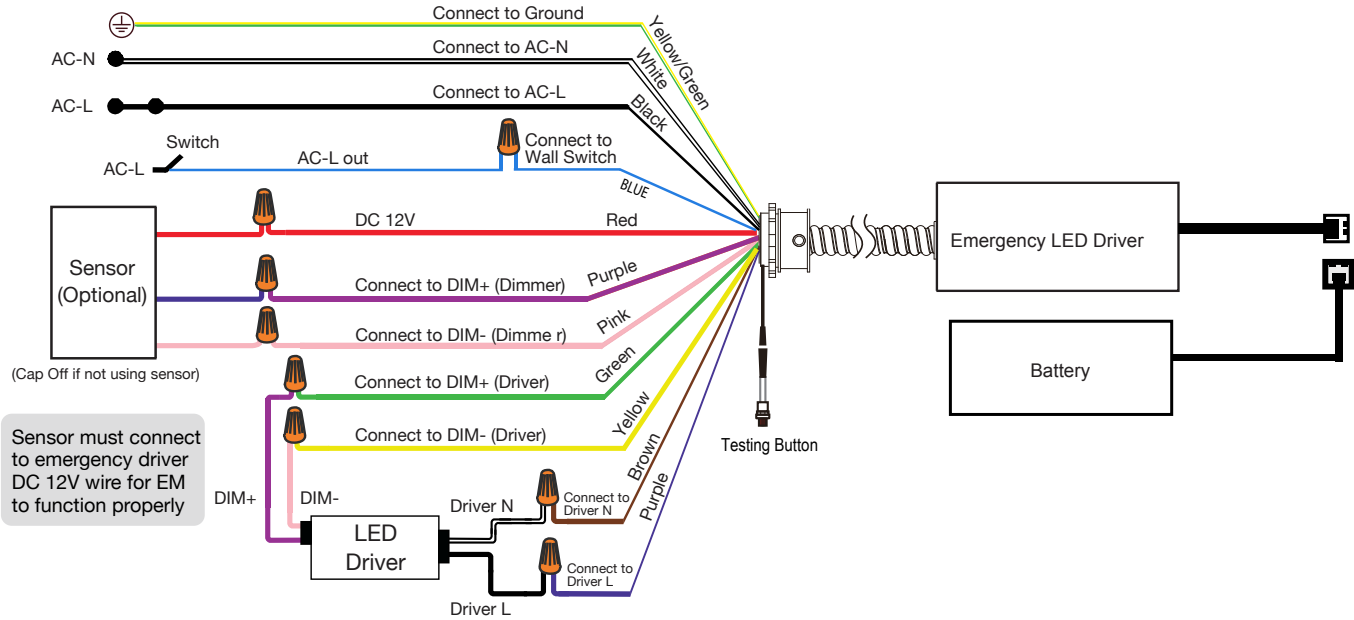 Connect to Ground
Yellow/Green
AC-N
Connect to AC-N
White
AC-L
Connect to AC-L
Black
Switch
AC-L
AC-L out
Connect to
Wall Switch
BLUE
DC 12V
Red
Sensor
(Optional)
Connect to DIM+ (Dimmer)
Purple
Connect to DIM- (Dimme r)
Pink
(Cap Off if not using sensor)
Connect to DIM+ (Driver)
Green
Connect to DIM- (Driver)
Yellow
Sensor must connect
to emergency driver
DC 12V wire for EM
to function properly
DIM+
DIM-
LED
Driver
Driver N
Connect to
Driver N
Brown
Driver L
Connect to
Driver L
Purple
Testing Button
Emergency LED Driver
Battery